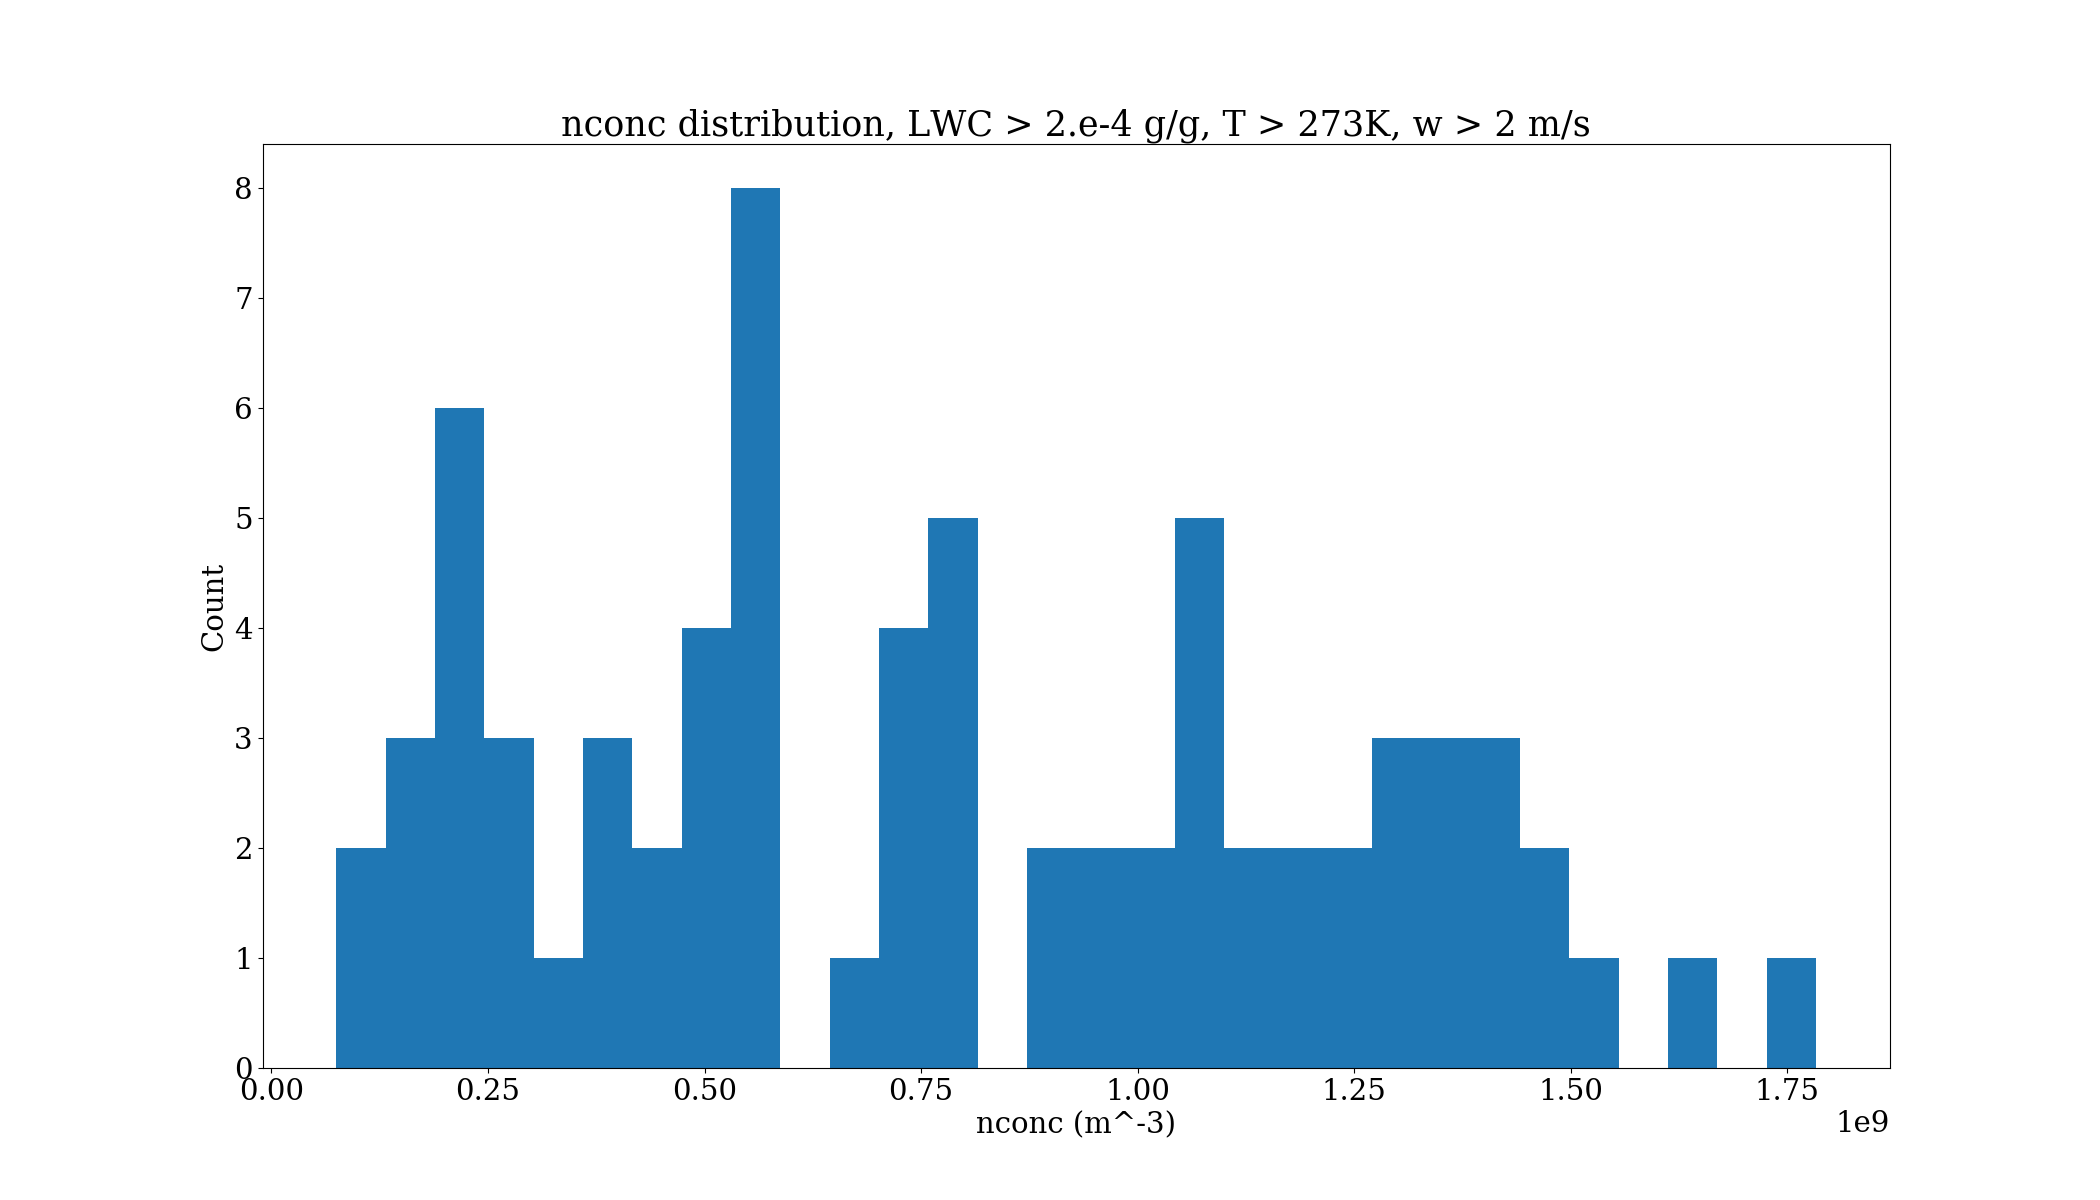 nconc distribution, LWC > 2.e-4 g/g, T > 273K, w > 2 m/s
8
7
6
5
4
3
2
1
0
Count
0.00 0.25 0.50 0.75 1.00 1.25 1.50 1.75
nconc (m^-3)
1e9